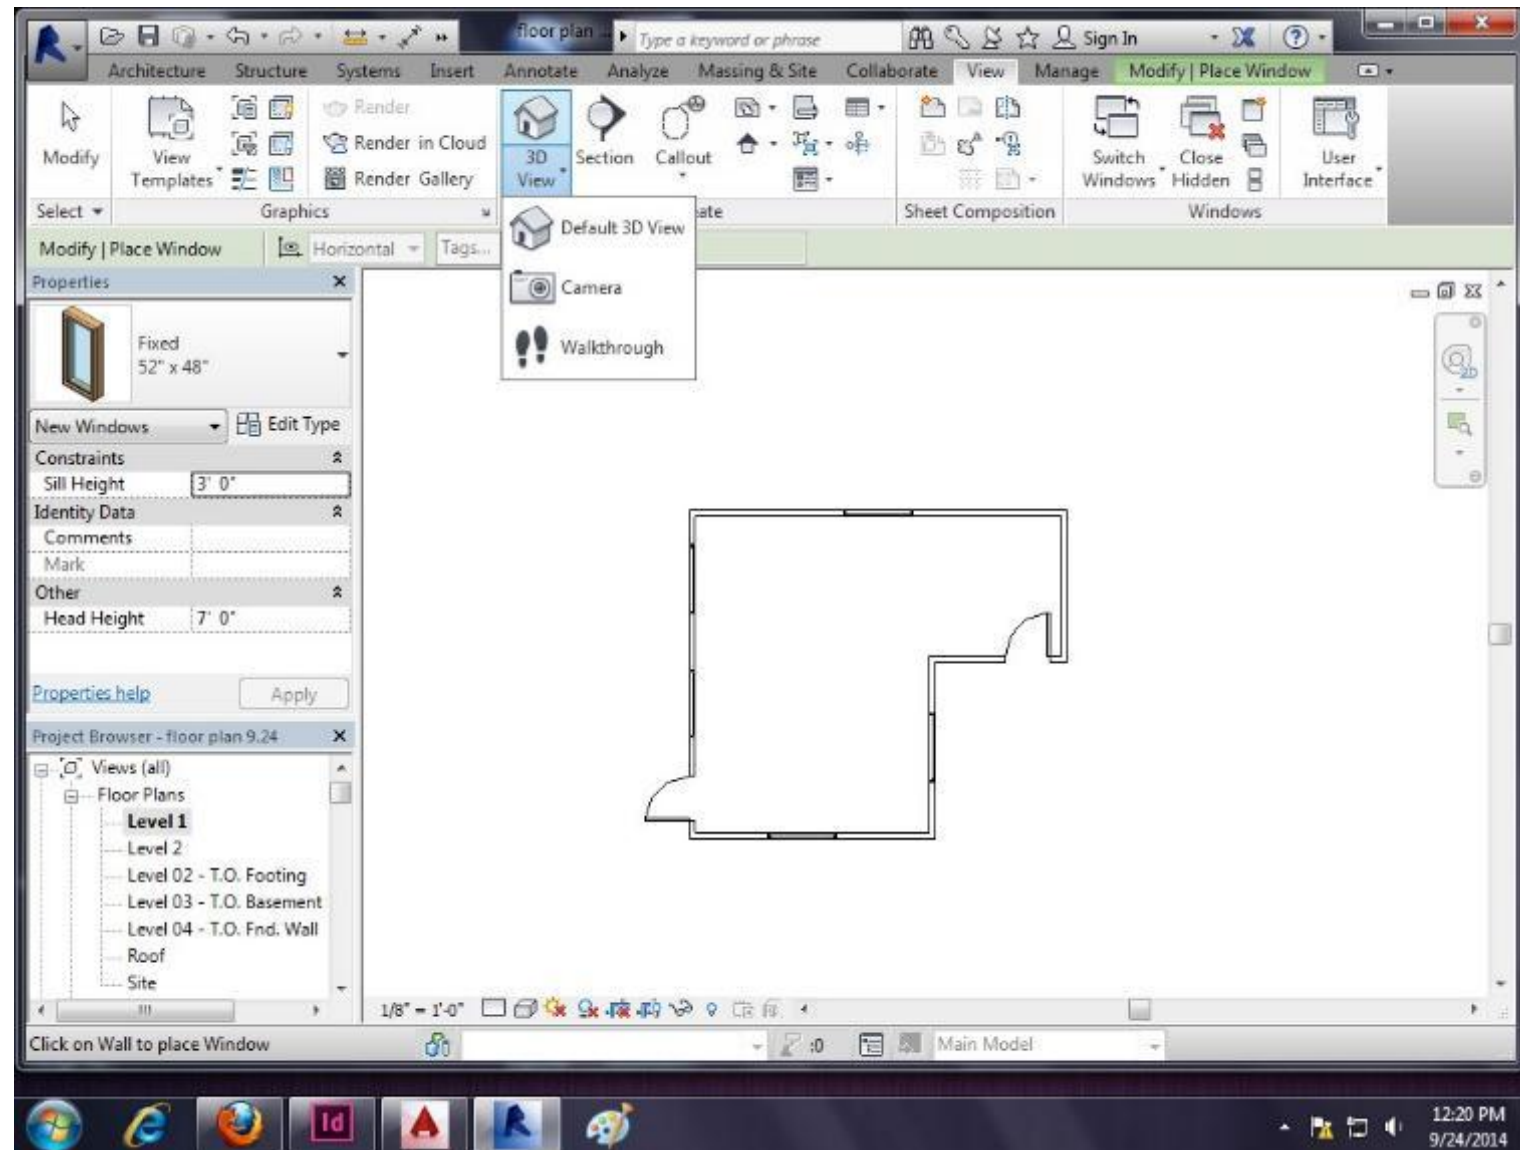 floor plan ...
Type a keyword or phrase
Sign In
Architecture Structure Systems Insert Annotate Analyze Massing & Site Collaborate View Manage Modify | Place Window
Modify
View
Templates
Render
Render in Cloud
Render Gallery
3D
View
Section
Callout
Switch
Windows
Close
Hidden
User
Interface
Select
Graphics
ate
Sheet Composition
Windows
Modify | Place Window
Horizontal
Tags...
Default 3D View
Camera
Walkthrough
Properties
Fixed
52" x 48"
New Windows
Edit Type
Constraints
Sill Height 3' 0"
Identity Data
Comments
Mark
Other
Head Height 7' 0"
Properties help
Apply
Project Browser - floor plan 9.24
Views (all)
Floor Plans
Level 1
Level 2
Level 02 - T.O. Footing
Level 03 - T.O. Basement
Level 04 - T.O. Fnd. Wall
Roof
Site
2D
1/8" = 1'-0"
Click on Wall to place Window
:0
Main Model
Id
12:20 PM
9/24/2014